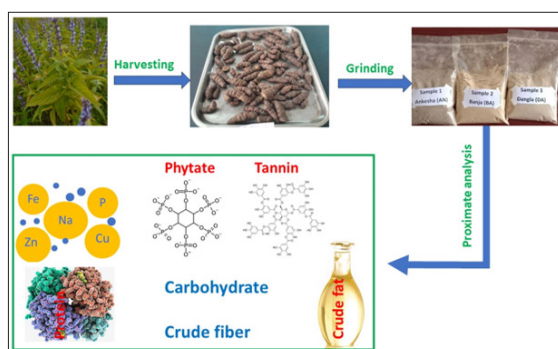 Harvesting
Grinding
Sample 1
Ankesha (AN)
Sample 2
Banja (BA)
Sample 3
Dangla (DA)
Proximate analysis
Phytate
Tannin
Fe
P
Na
Zn
Cu
Protein
Carbohydrate
Crude fiber
Crude fat